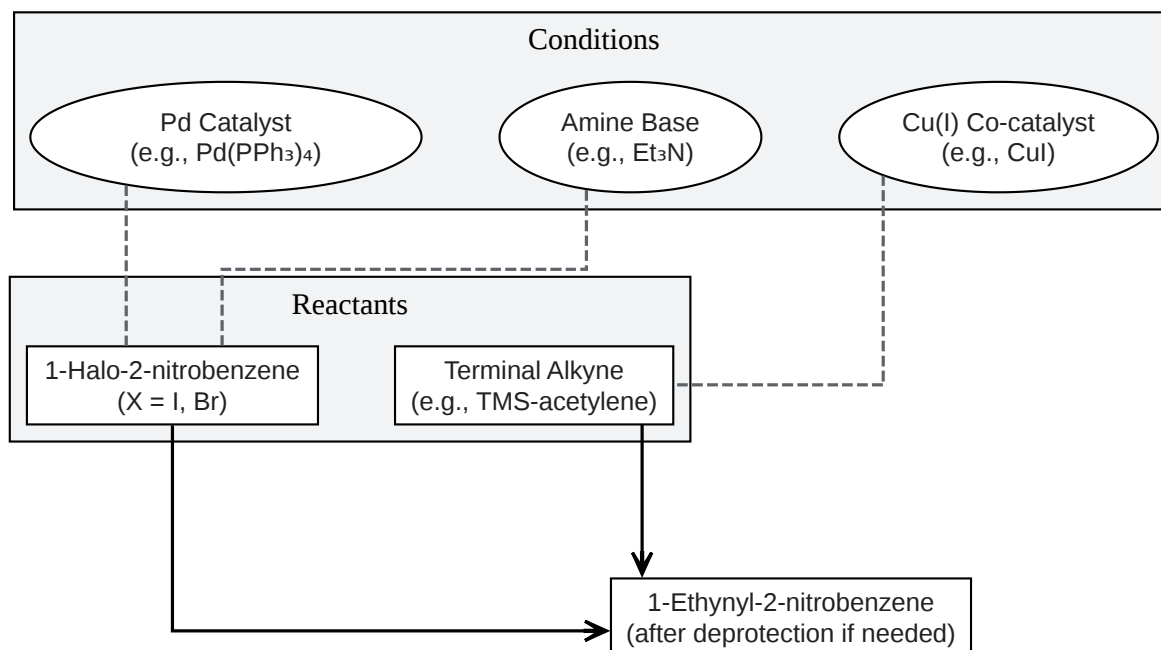 Conditions
Pd Catalyst
(e.g., Pd(PPh₃)₄)
Amine Base
(e.g., Et₃N)
Cu(I) Co-catalyst
(e.g., CuI)
Reactants
1-Halo-2-nitrobenzene
(X = I, Br)
Terminal Alkyne
(e.g., TMS-acetylene)
1-Ethynyl-2-nitrobenzene
(after deprotection if needed)